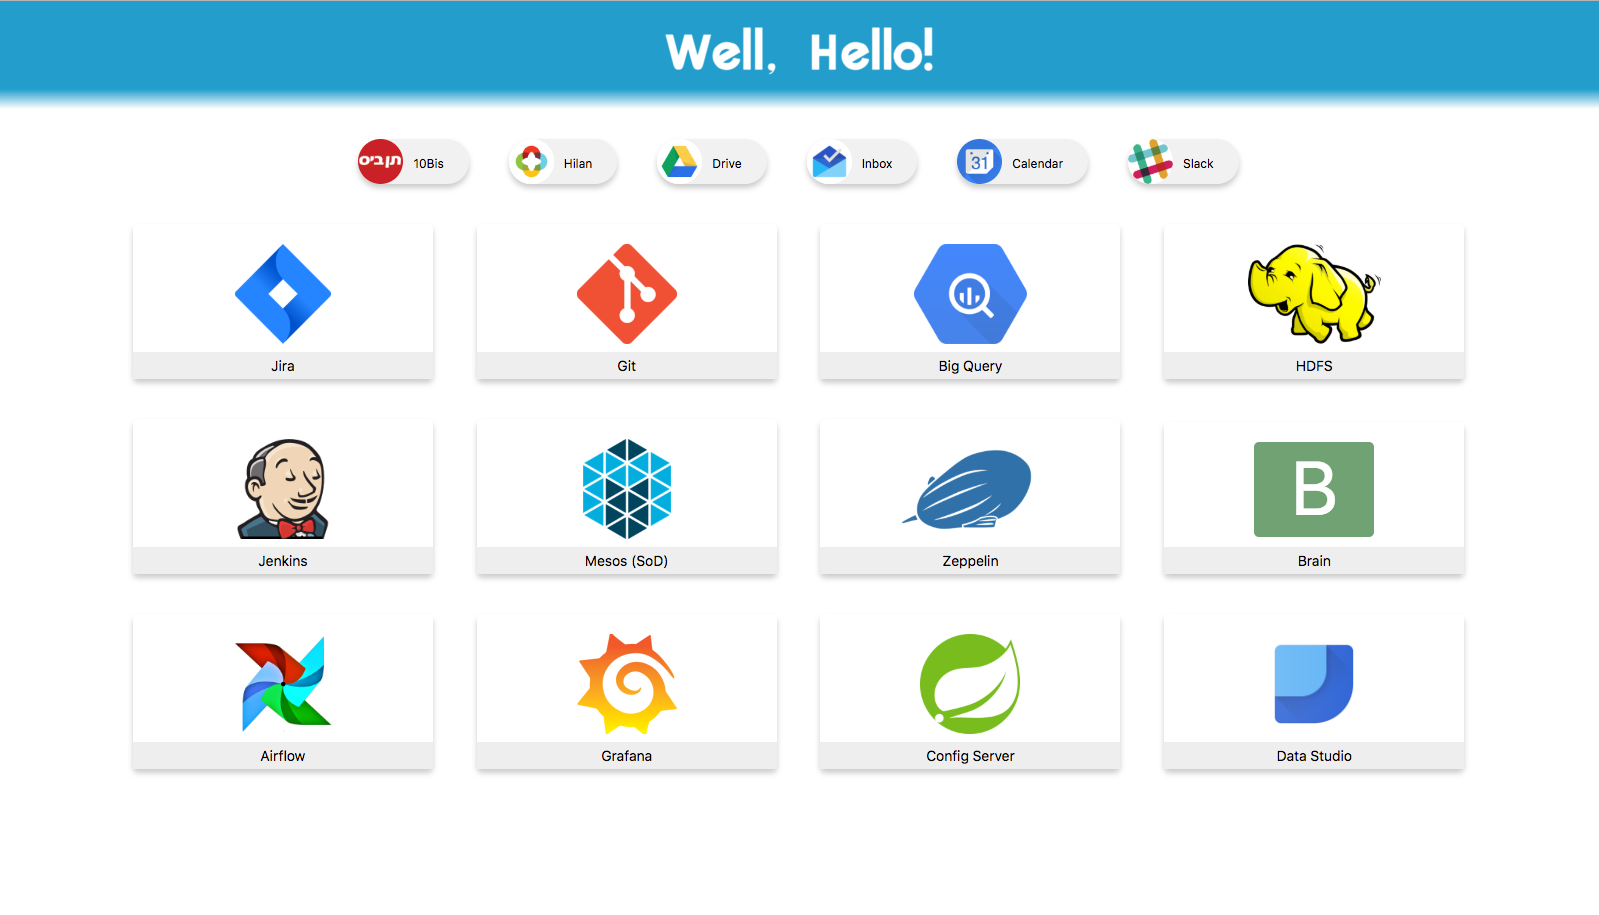 Well, Hello!
תן ביס
10Bis
Hilan
Drive
Inbox
31
Calendar
Slack
Jira
Git
Big Query
HDFS
Jenkins
Mesos (SoD)
Zeppelin
B
Brain
Airflow
Grafana
Config Server
Data Studio